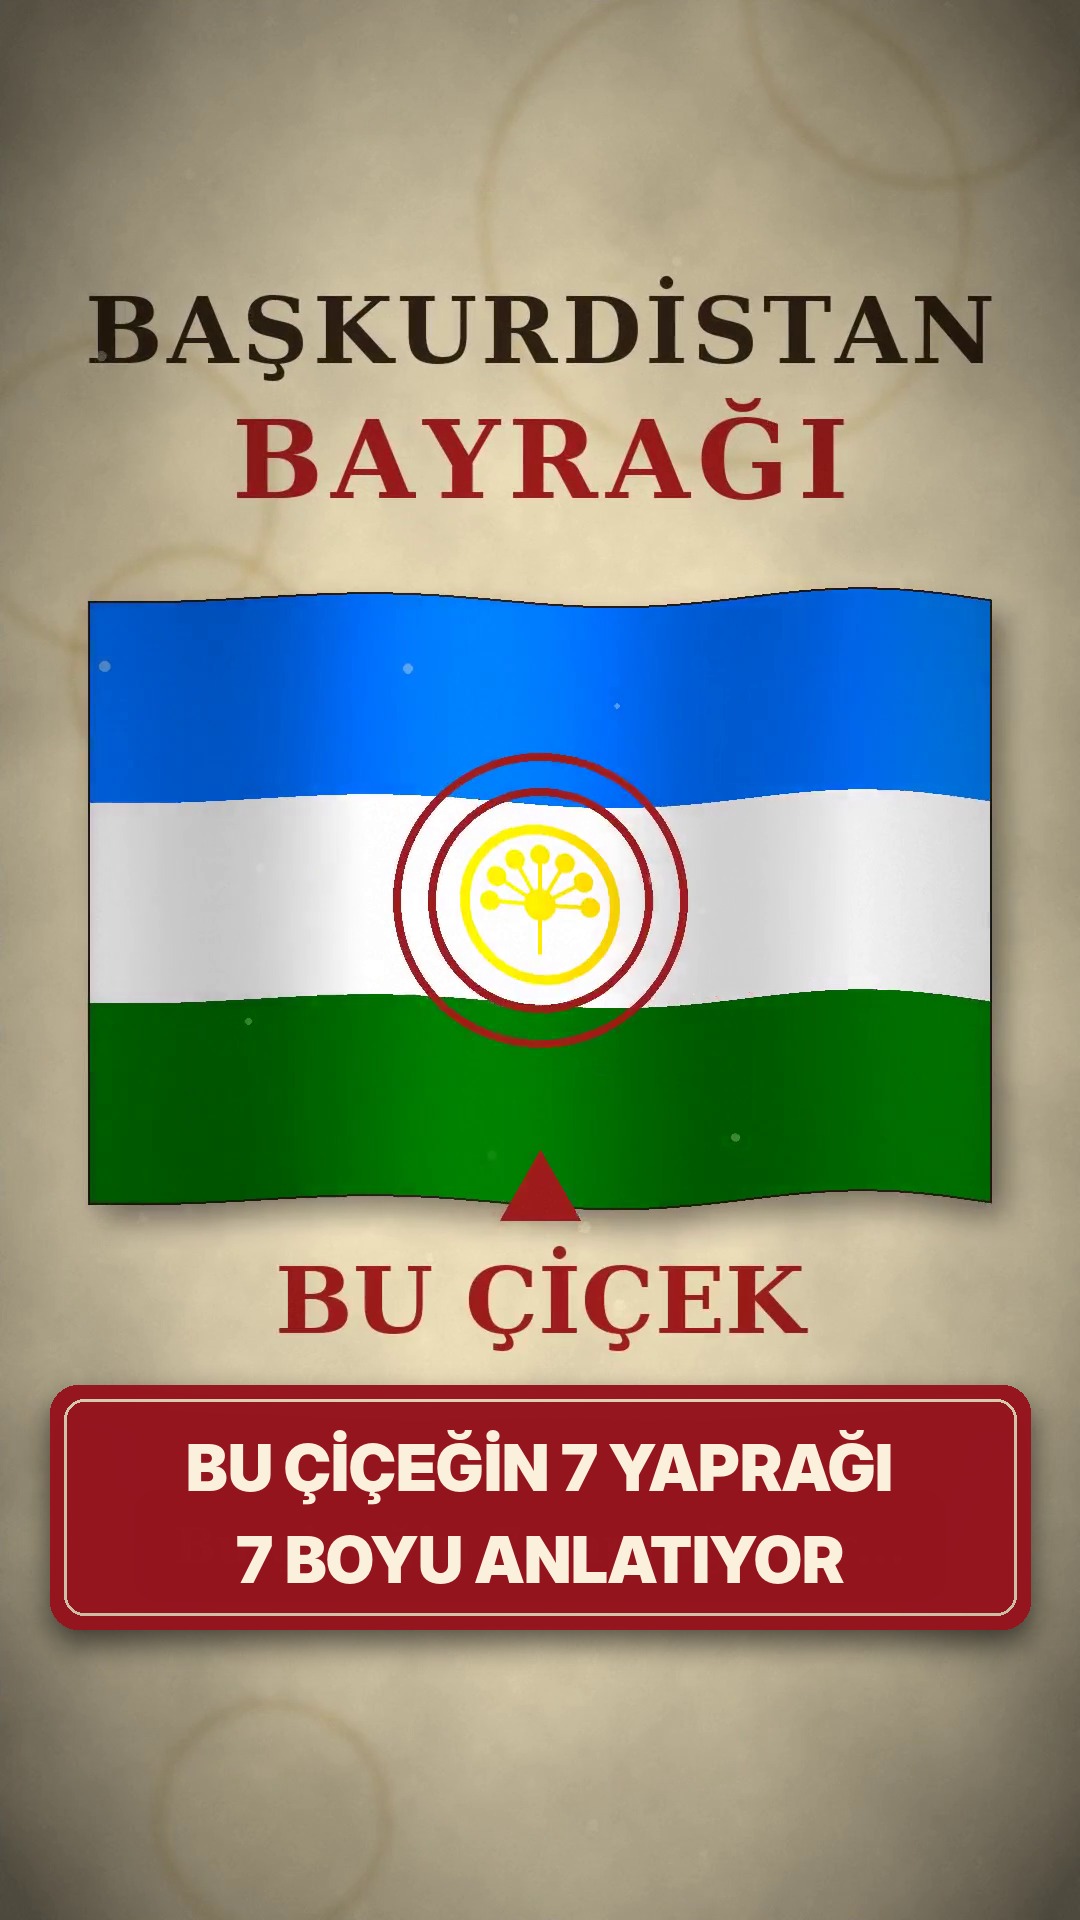 BAŞKURDİSTAN
BAYRAĞI
BU ÇİÇEK
BU ÇİÇEĞİN 7 YAPRAĞI
7 BOYU ANLATIYOR